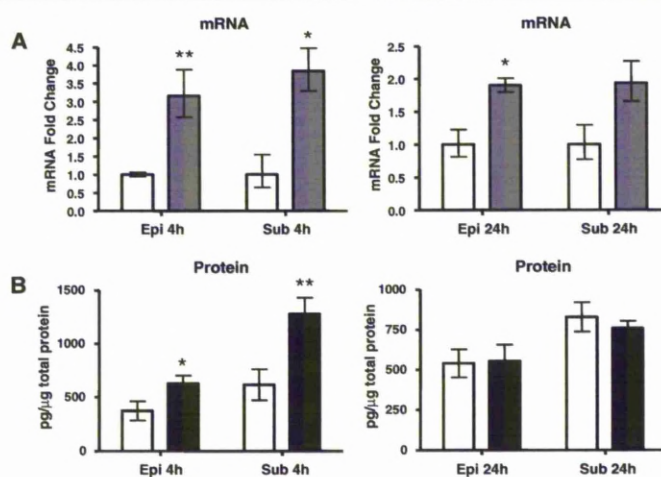 A
mRNA
mRNA Fold Change
4.5
4.0
3.5
3.0
2.5
2.0
1.5
1.0
0.5
0.0
**
*
Epi 4h
Sub 4h
mRNA
mRNA Fold Change
2.5
2.0
1.5
1.0
0.5
0.0
*
Epi 24h
Sub 24h
B
Protein
pg/µg total protein
1500
1000
500
0
*
**
Epi 4h
Sub 4h
Protein
pg/µg total protein
1000
750
500
250
0
Epi 24h
Sub 24h